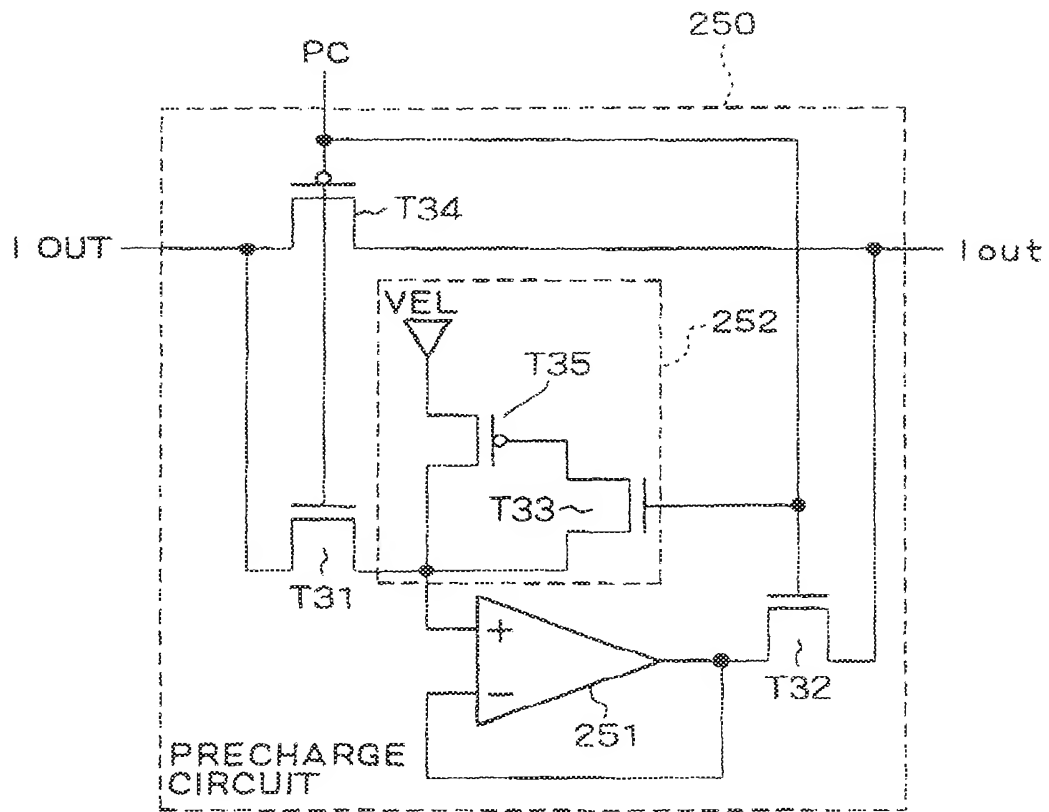 250
PC
T34
I OUT
Iout
VEL
252
T35
T33
T31
+
T32
−
251
PRECHARGE
CIRCUIT